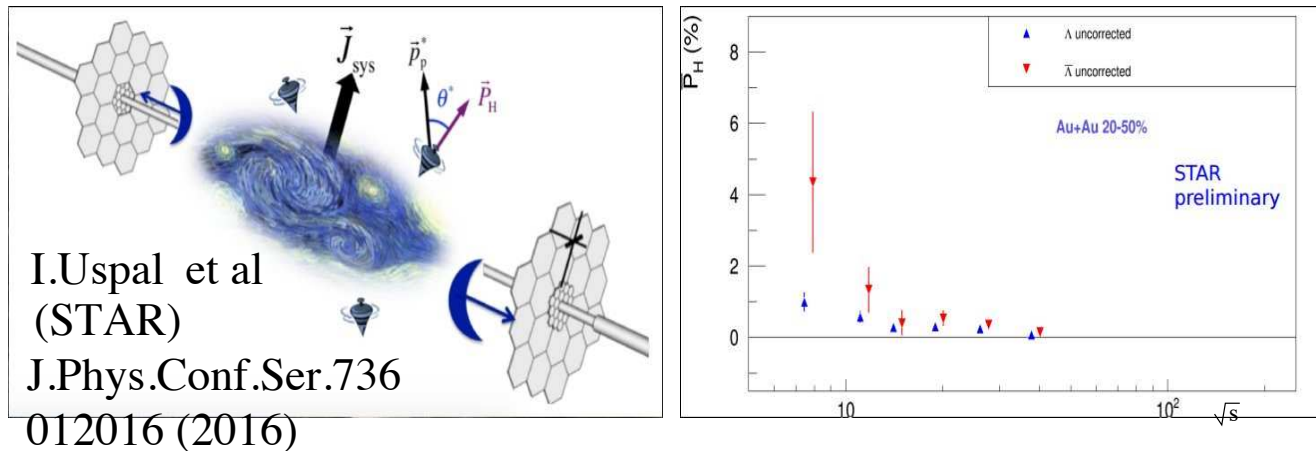 J⃗sys
p⃗*p
θ*
P⃗H
I.Uspal et al
(STAR)
J.Phys.Conf.Ser.736
012016 (2016)
P̅H (%)
8
6
4
2
0
Λ uncorrected
Λ̅ uncorrected
Au+Au 20-50%
STAR
preliminary
10
10²
√s